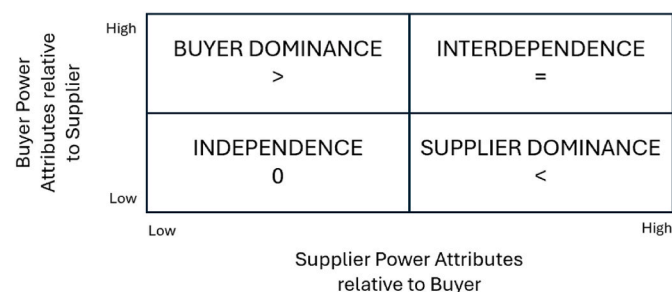 High
Buyer Power
Attributes relative
to Supplier
BUYER DOMINANCE
>
INTERDEPENDENCE
=
INDEPENDENCE
0
SUPPLIER DOMINANCE
<
Low
Low
High
Supplier Power Attributes
relative to Buyer